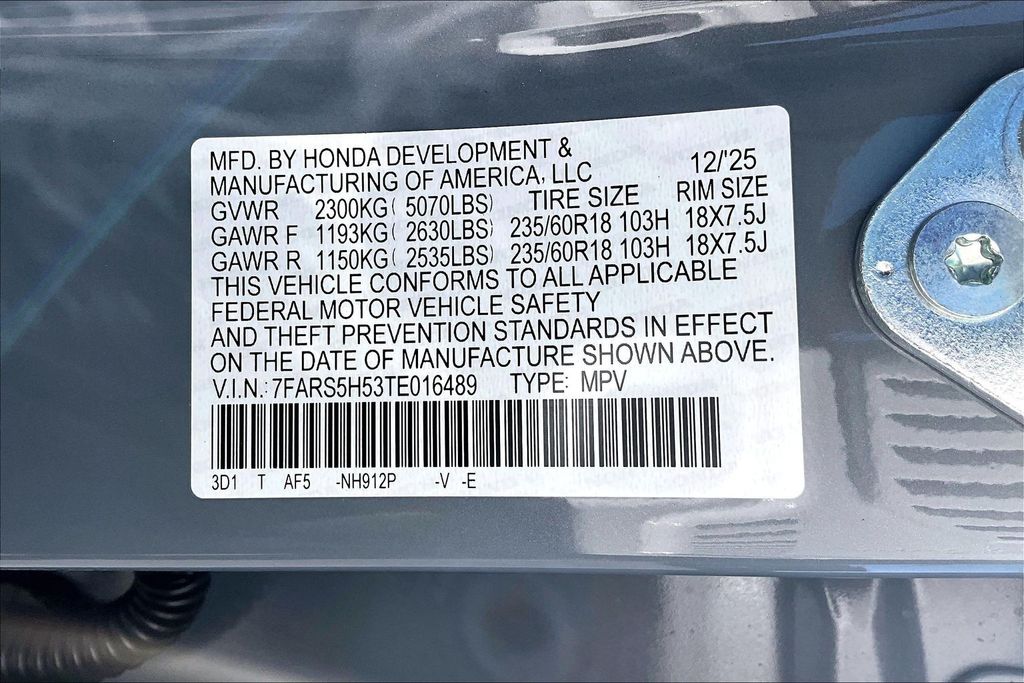 MFD. BY HONDA DEVELOPMENT &
MANUFACTURING OF AMERICA, LLC 12/'25
GVWR 2300KG( 5070LBS) TIRE SIZE RIM SIZE
GAWR F 1193KG( 2630LBS) 235/60R18 103H 18X7.5J
GAWR R 1150KG( 2535LBS) 235/60R18 103H 18X7.5J
THIS VEHICLE CONFORMS TO ALL APPLICABLE
FEDERAL MOTOR VEHICLE SAFETY
AND THEFT PREVENTION STANDARDS IN EFFECT
ON THE DATE OF MANUFACTURE SHOWN ABOVE.
V.I.N.: 7FARS5H53TE016489 TYPE: MPV
3D1 T AF5 -NH912P -V -E